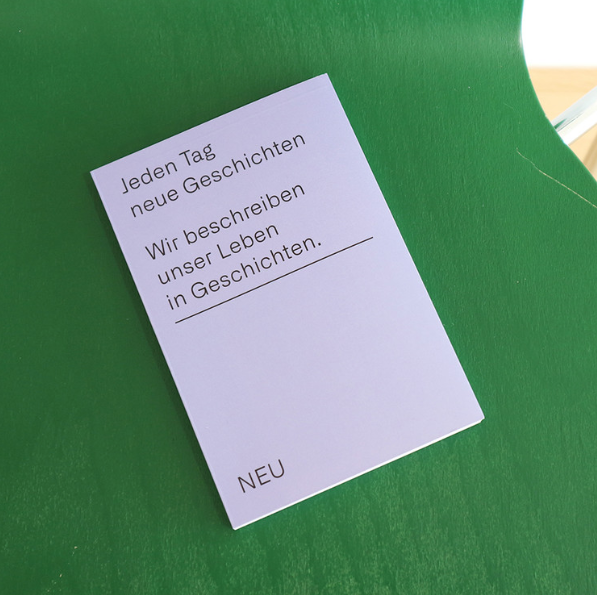 Jeden Tag
neue Geschichten
Wir beschreiben
unser Leben
in Geschichten.
NEU